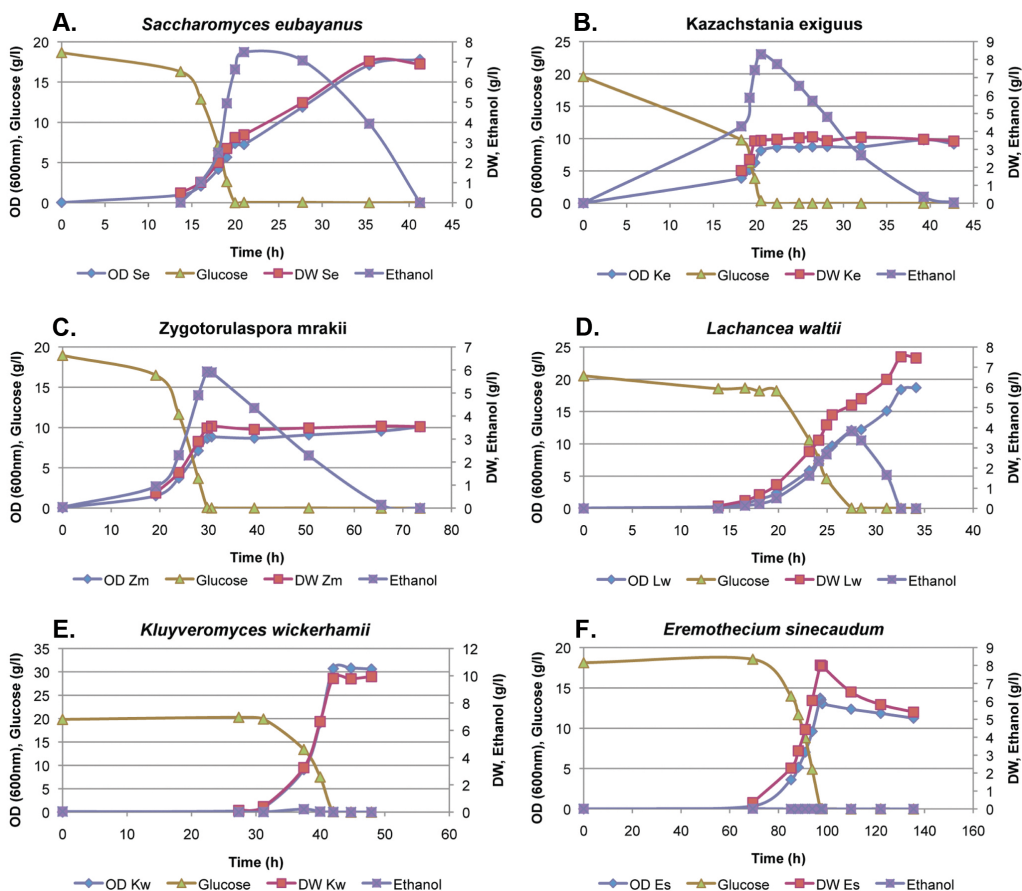 A. Saccharomyces eubayanus
OD (600nm), Glucose (g/l)
20
15
10
5
0
8
7
6
5
4
3
2
1
0
DW, Ethanol (g/l)
0 5 10 15 20 25 30 35 40 45
Time (h)
OD Se Glucose DW Se Ethanol
B. Kazachstania exiguus
OD (600nm), Glucose (g/l)
25
20
15
10
5
0
9
8
7
6
5
4
3
2
1
0
DW, Ethanol (g/l)
0 5 10 15 20 25 30 35 40 45
Time (h)
OD Ke Glucose DW Ke Ethanol
C. Zygotorulaspora mrakii
OD (600nm), Glucose (g/l)
20
15
10
5
0
7
6
5
4
3
2
1
0
DW, Ethanol (g/l)
0 10 20 30 40 50 60 70 80
Time (h)
OD Zm Glucose DW Zm Ethanol
D. Lachancea waltii
OD (600nm), Glucose (g/l)
25
20
15
10
5
0
8
7
6
5
4
3
2
1
0
DW, Ethanol (g/l)
0 5 10 15 20 25 30 35 40
Time (h)
OD Lw Glucose DW Lw Ethanol
E. Kluyveromyces wickerhamii
OD (600nm), Glucose (g/l)
35
30
25
20
15
10
5
0
12
10
8
6
4
2
0
DW, Ethanol (g/l)
0 10 20 30 40 50 60
Time (h)
OD Kw Glucose DW Kw Ethanol
F. Eremothecium sinecaudum
OD (600nm), Glucose (g/l)
20
15
10
5
0
9
8
7
6
5
4
3
2
1
0
DW, Ethanol (g/l)
0 20 40 60 80 100 120 140 160
Time (h)
OD Es Glucose DW Es Ethanol